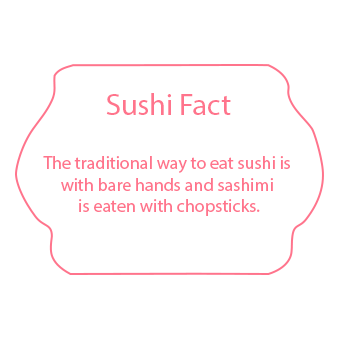 Sushi Fact
The traditional way to eat sushi is
with bare hands and sashimi
is eaten with chopsticks.